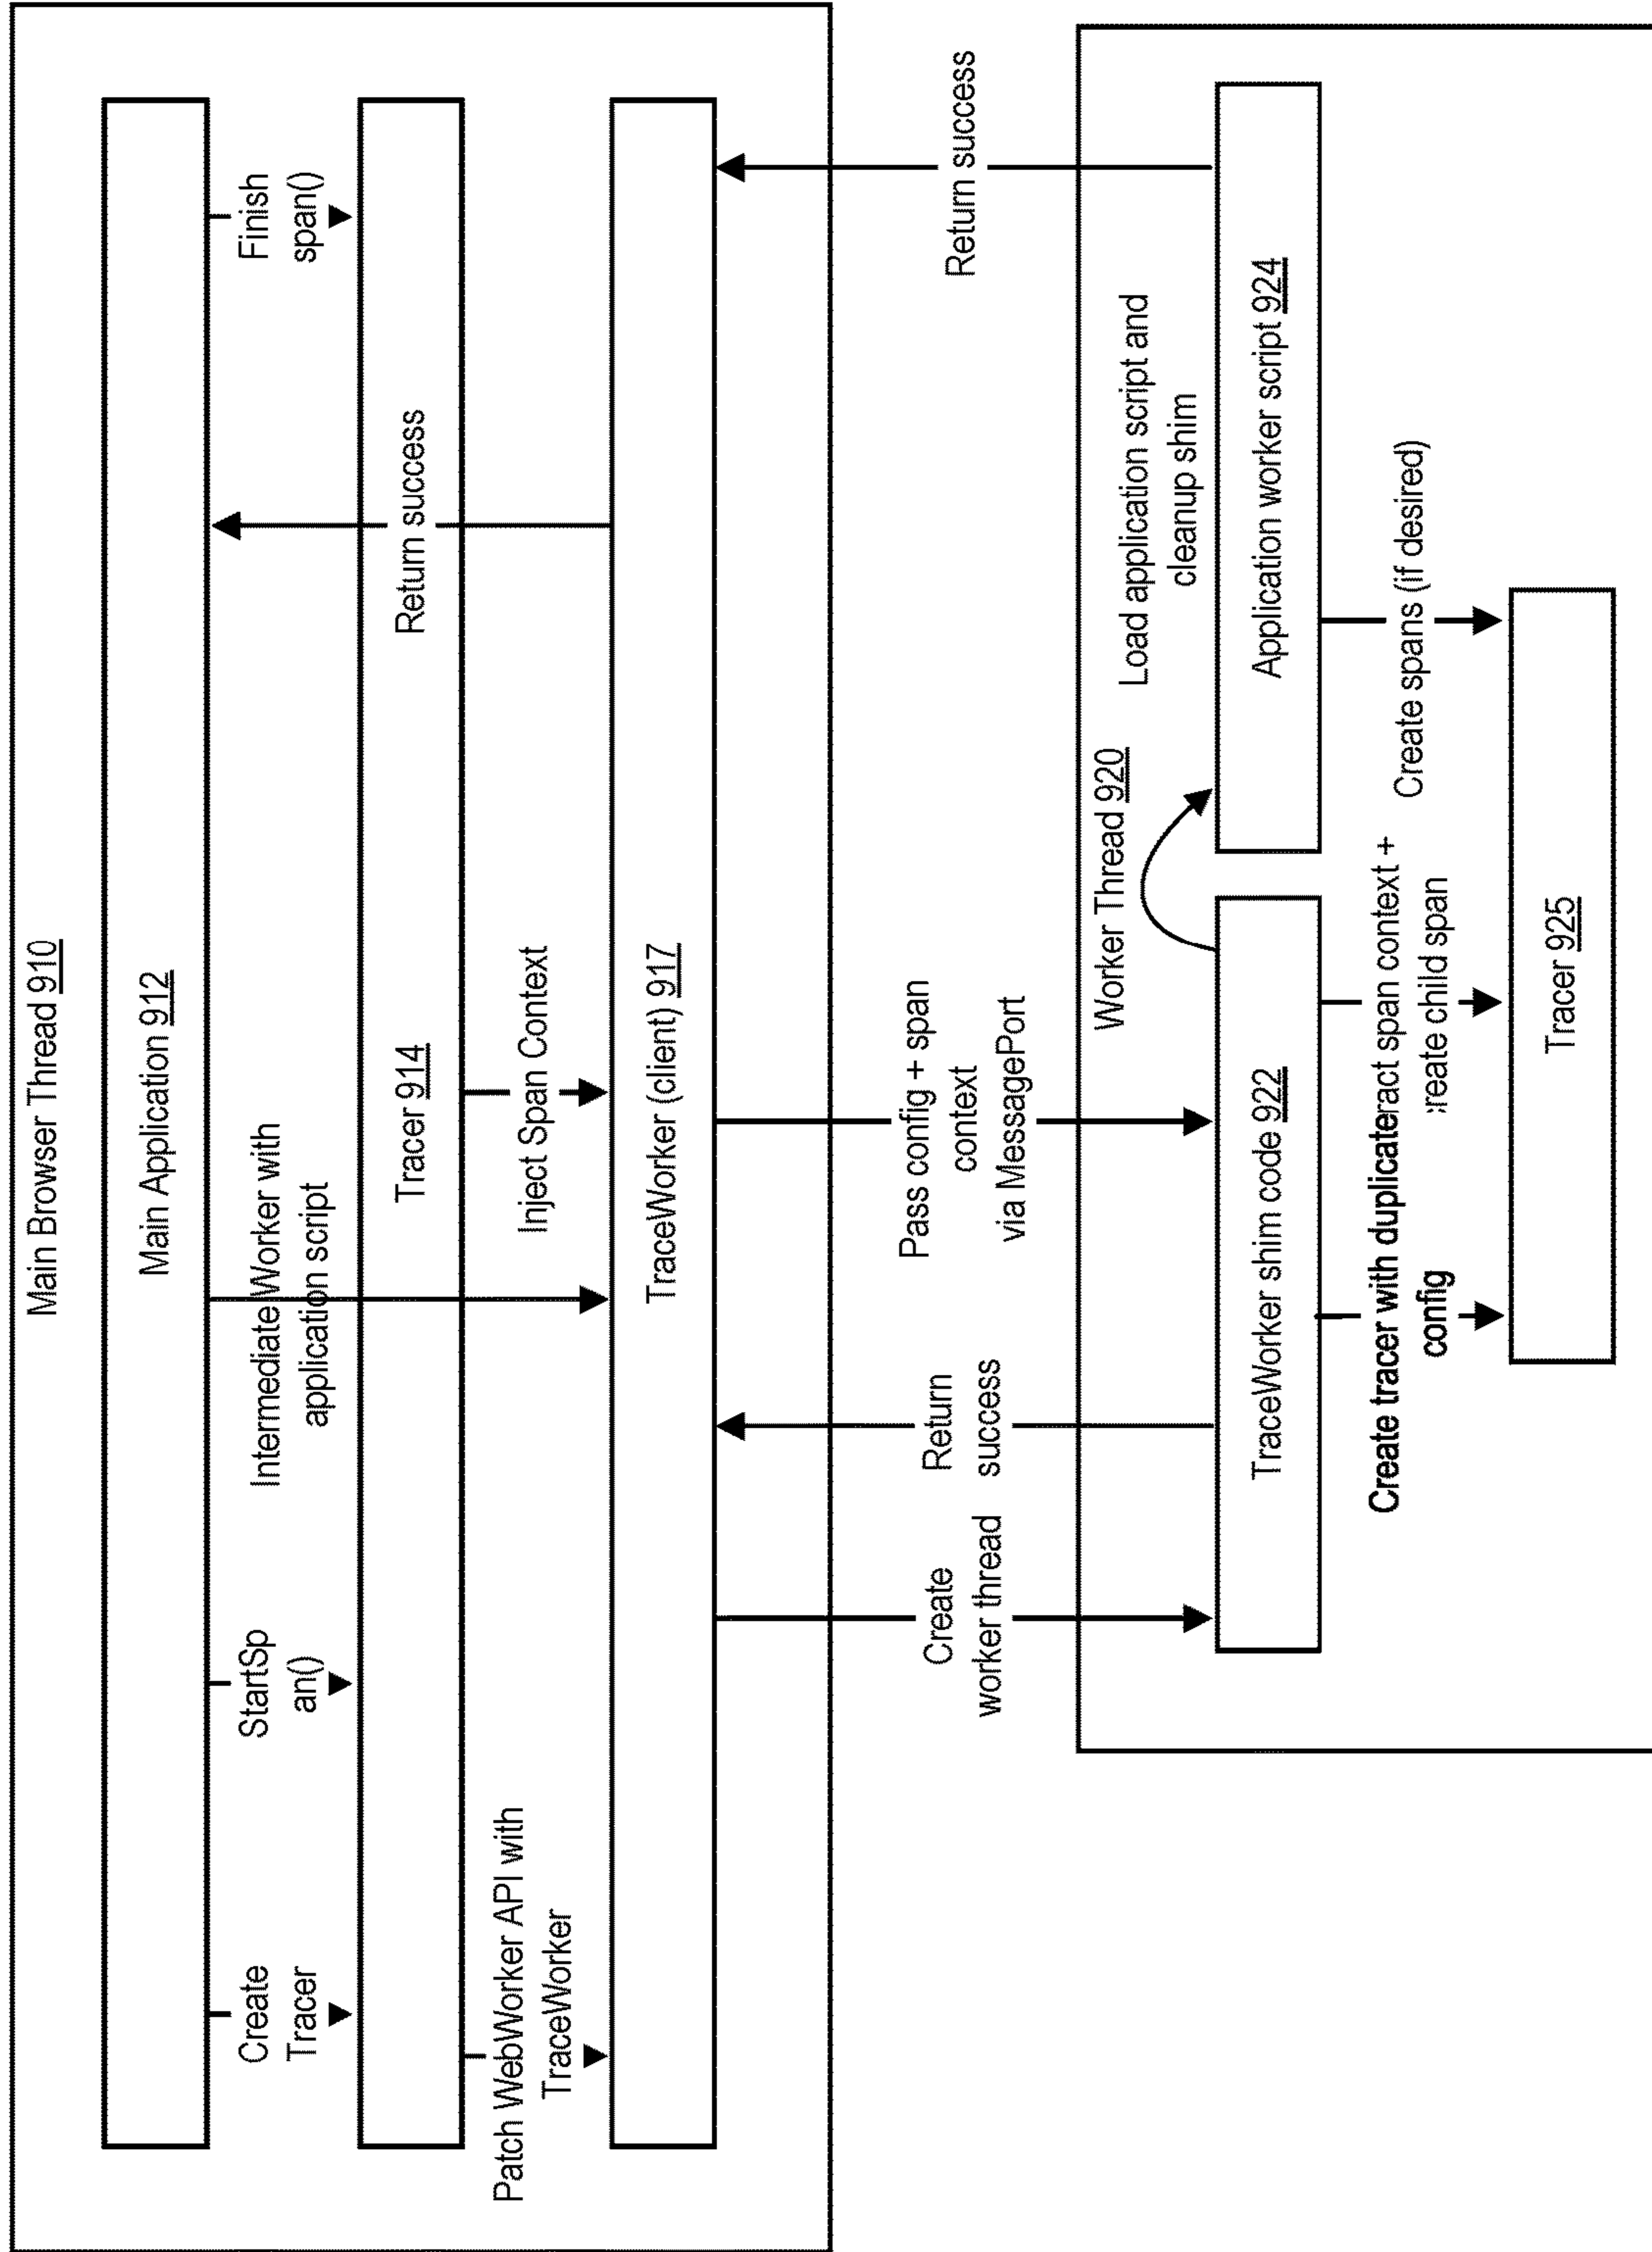 Main Browser Thread 910
Main Application 912
Create
Tracer
StartSp
an()
Intermediate Worker with
application script
Finish
span()
Tracer 914
Patch WebWorker API with
TraceWorker
Inject Span Context
Return success
TraceWorker (client) 917
Create
worker thread
Return
success
Pass config + span
context
via MessagePort
Return success
Worker Thread 920
Load application script and
cleanup shim
TraceWorker shim code 922
Application worker script 924
Create tracer with duplicate
config
ract span context +
reate child span
Create spans (if desired)
Tracer 925